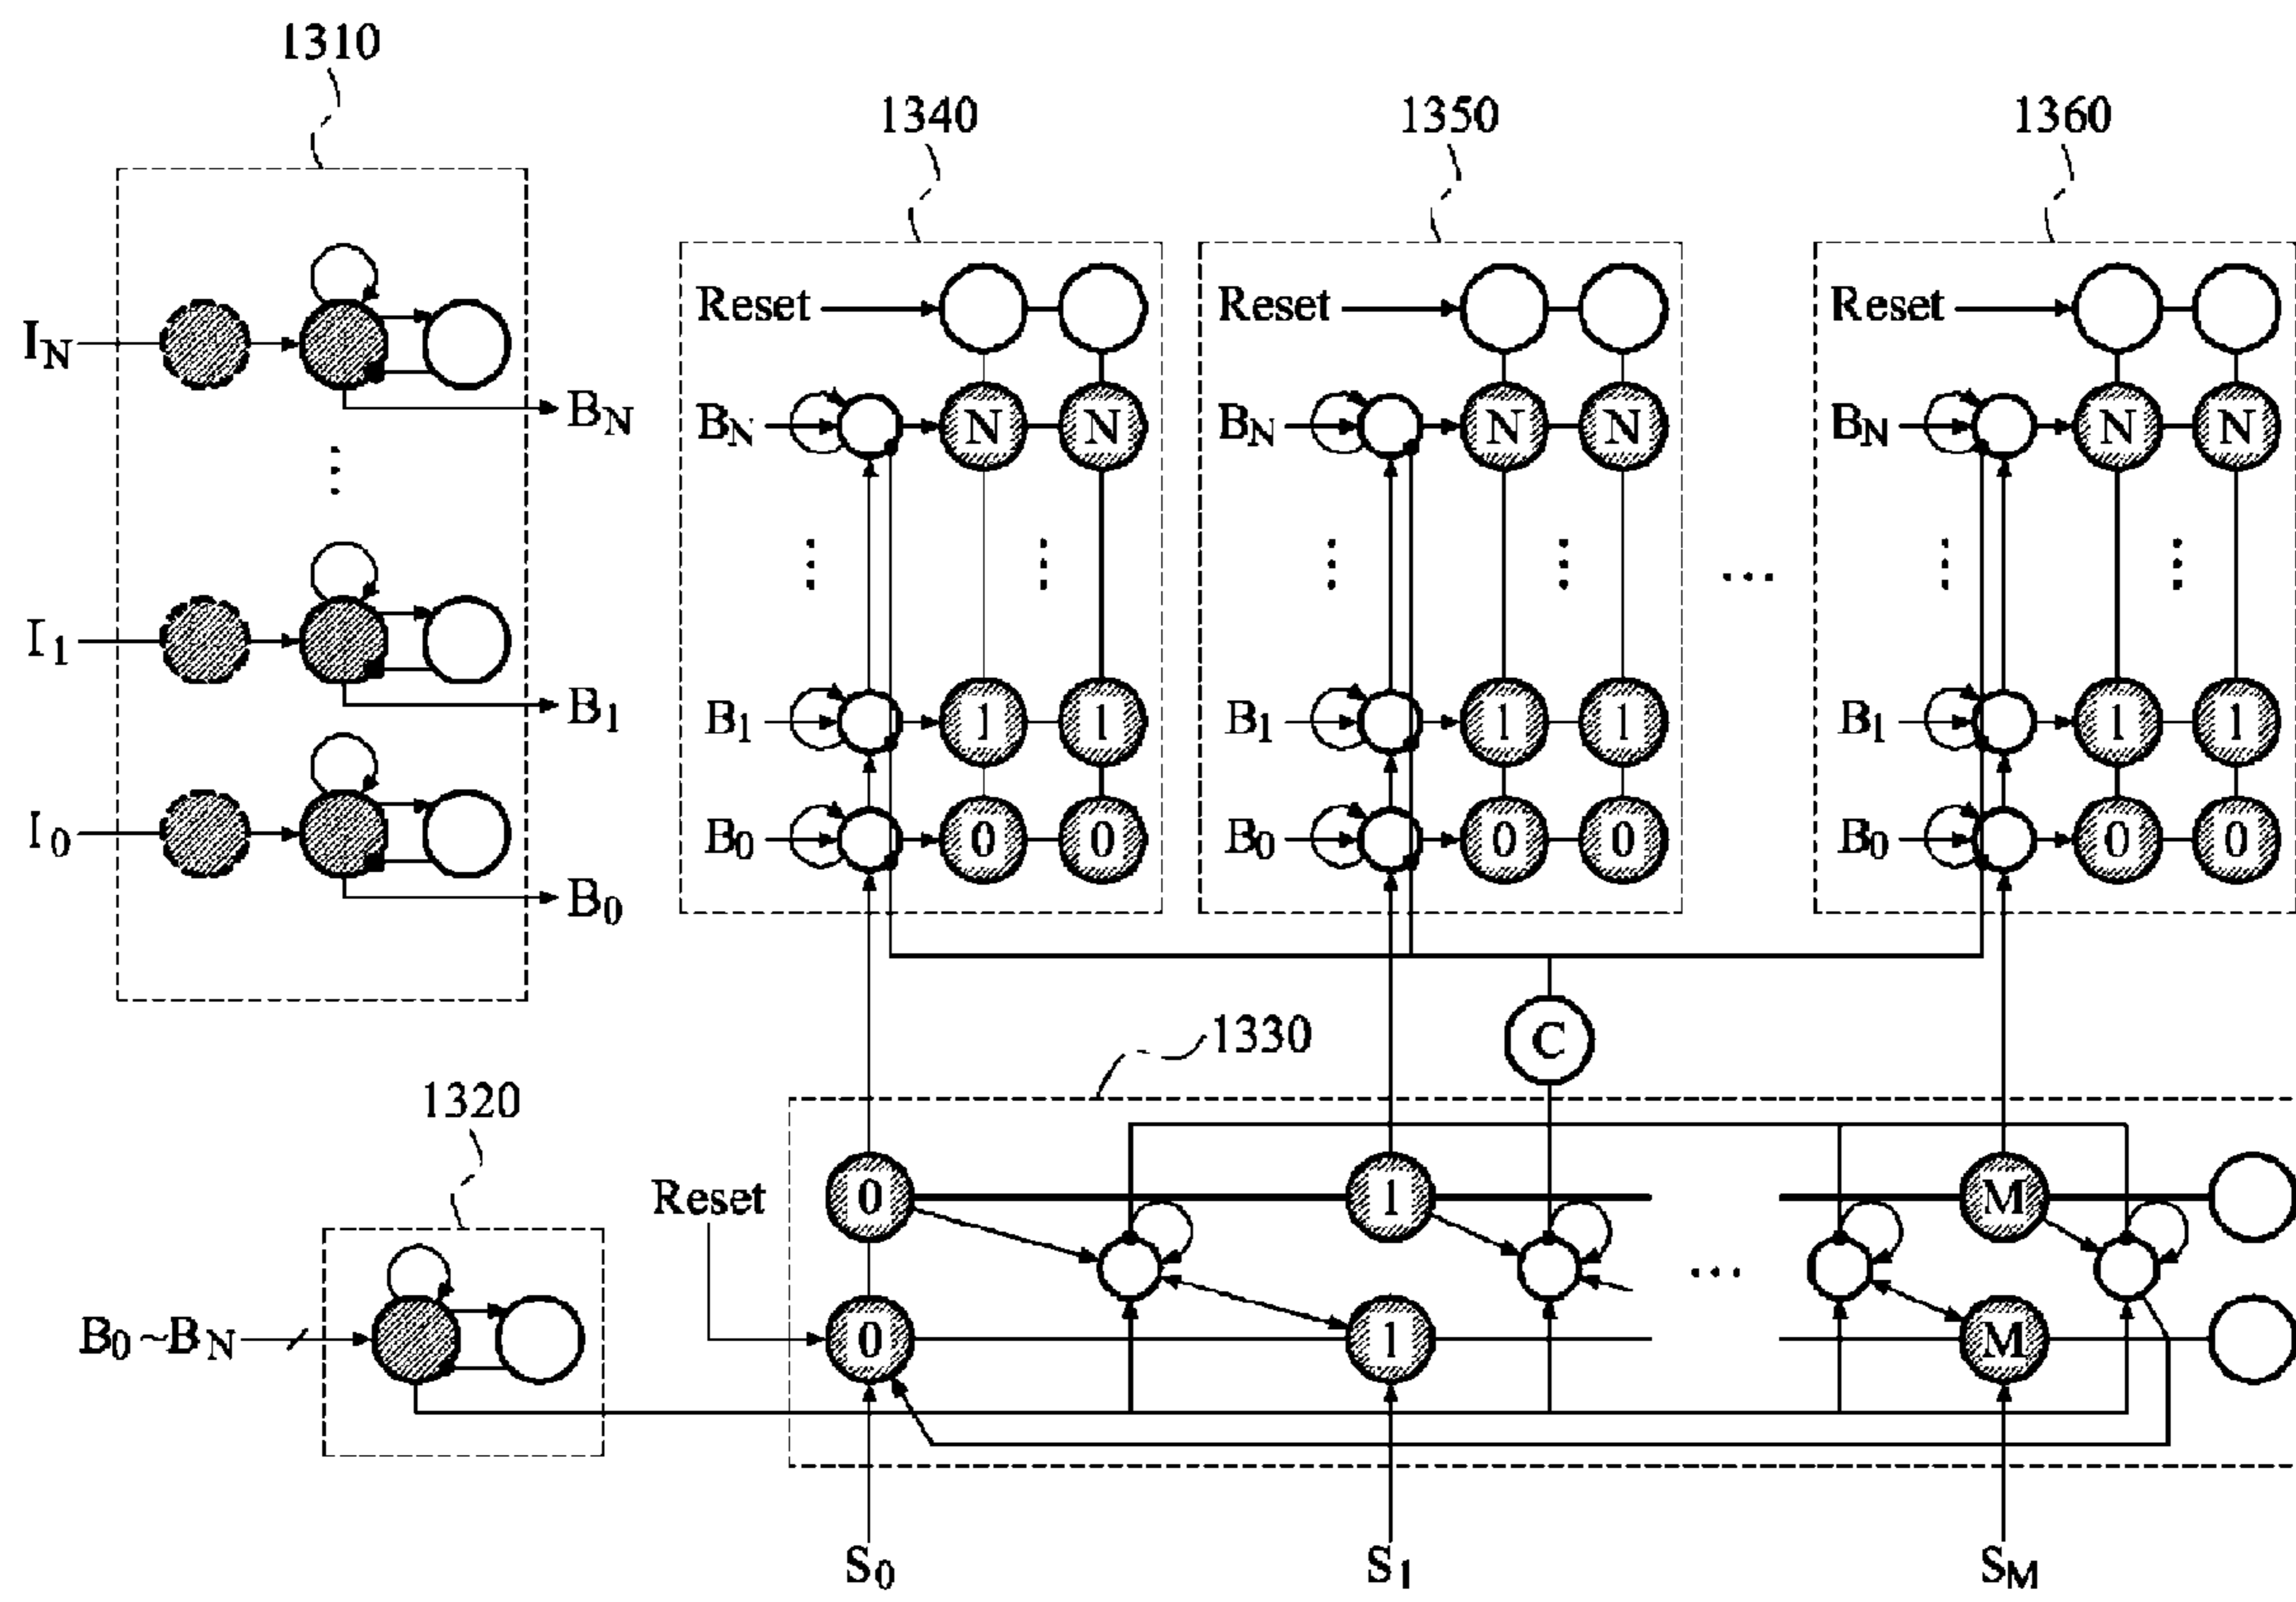 1310
1340
1350
1360
Reset
Reset
Reset
I_N
B_N
B_N
N
N
B_N
N
N
B_N
N
N
⋮
⋮
⋮
⋮
⋮
⋮
⋮
...
I_1
B_1
B_1
1
1
B_1
1
1
B_1
1
1
I_0
B_0
B_0
0
0
B_0
0
0
B_0
0
0
1330
C
1320
Reset
0
1
M
...
B_0 ~B_N
0
1
M
S_0
S_1
S_M